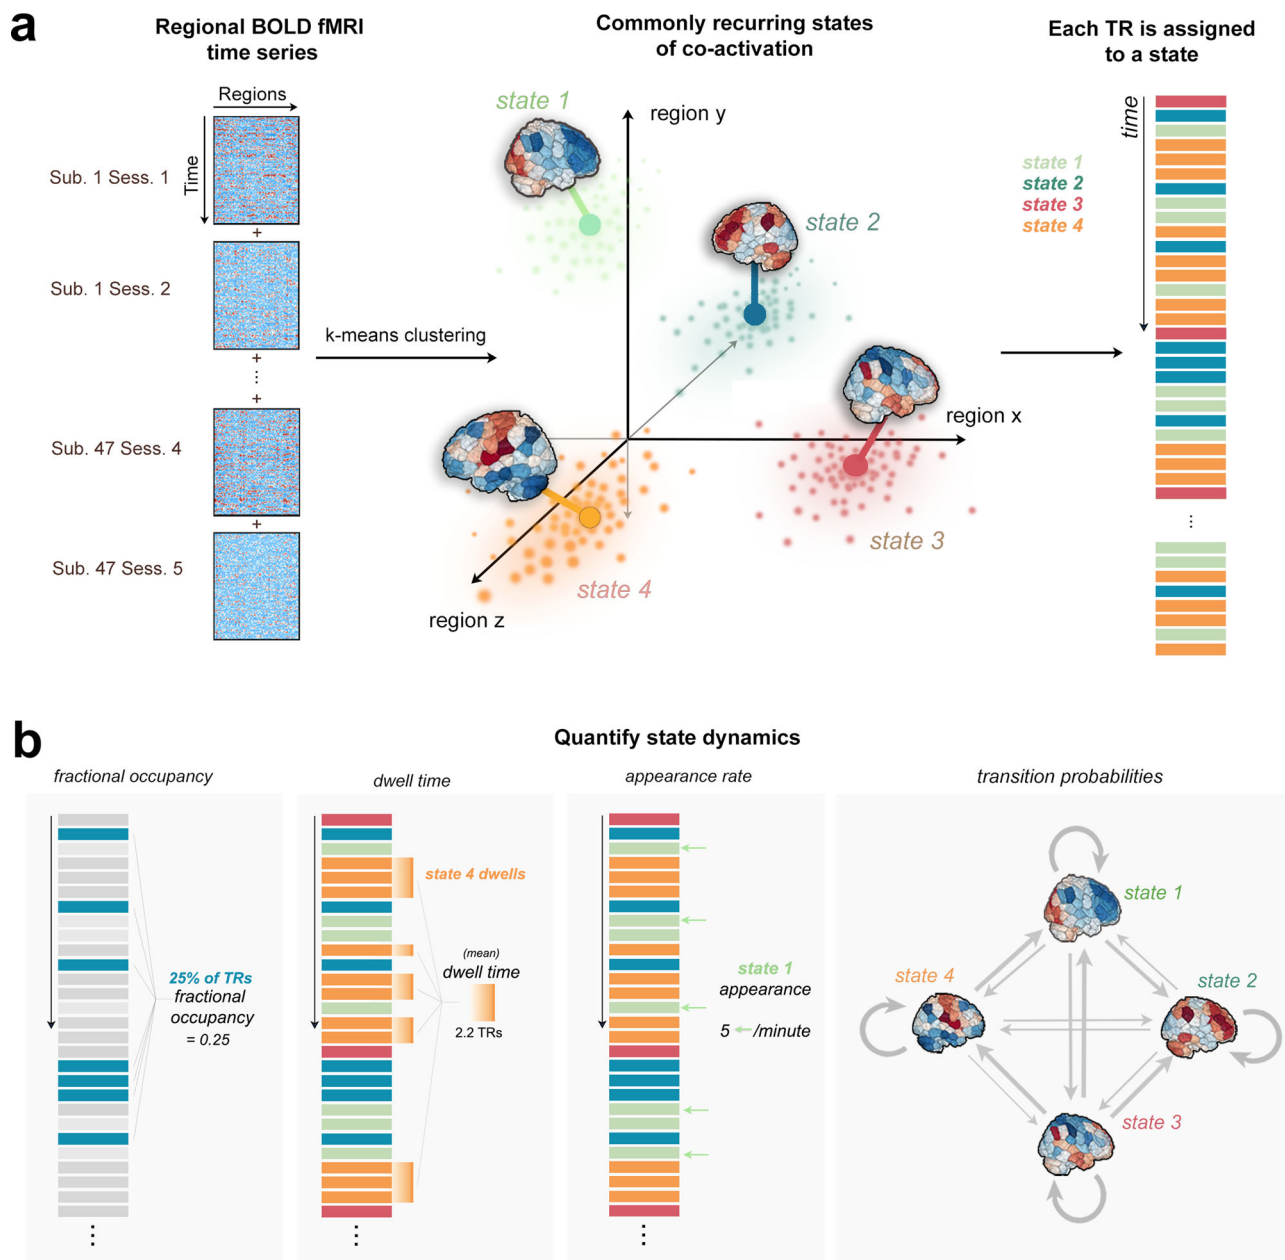 a
Regional BOLD fMRI
time series
Commonly recurring states
of co-activation
Each TR is assigned
to a state
Regions
Time
Sub. 1 Sess. 1
+
Sub. 1 Sess. 2
+
⋮
+
Sub. 47 Sess. 4
+
Sub. 47 Sess. 5
k-means clustering
state 1
region y
state 2
region x
state 3
state 4
region z
time
state 1
state 2
state 3
state 4
⋮
b
Quantify state dynamics
fractional occupancy
25% of TRs
fractional
occupancy
= 0.25
⋮
dwell time
state 4 dwells
(mean)
dwell time
2.2 TRs
⋮
appearance rate
state 1
appearance
5 ←/minute
⋮
transition probabilities
state 1
state 4
state 2
state 3